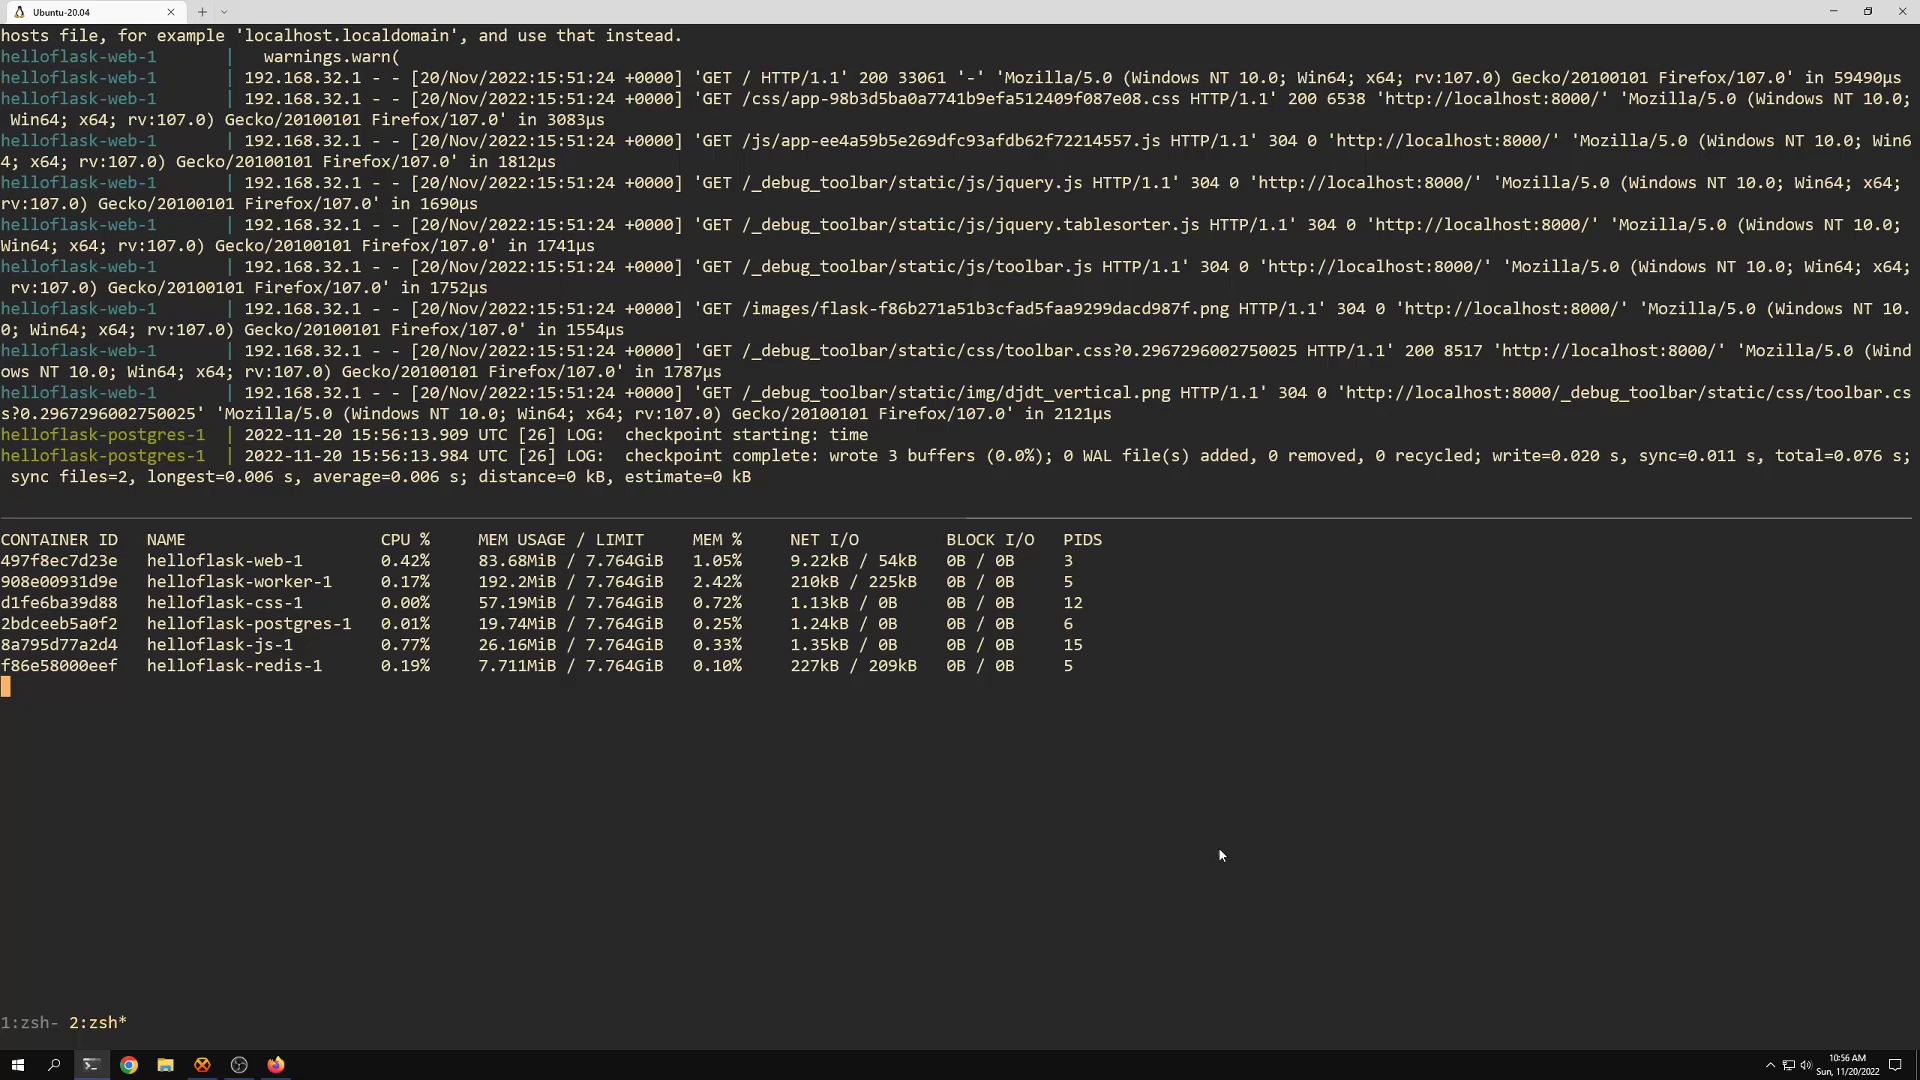 Ubuntu-20.04
hosts file, for example 'localhost.localdomain', and use that instead.
helloflask-web-1 | warnings.warn(
helloflask-web-1 | 192.168.32.1 - - [20/Nov/2022:15:51:24 +0000] 'GET / HTTP/1.1' 200 33061 '-' 'Mozilla/5.0 (Windows NT 10.0; Win64; x64; rv:107.0) Gecko/20100101 Firefox/107.0' in 59490µs
helloflask-web-1 | 192.168.32.1 - - [20/Nov/2022:15:51:24 +0000] 'GET /css/app-98b3d5ba0a7741b9efa512409f087e08.css HTTP/1.1' 200 6538 'http://localhost:8000/' 'Mozilla/5.0 (Windows NT 10.0;
Win64; x64; rv:107.0) Gecko/20100101 Firefox/107.0' in 3083µs
helloflask-web-1 | 192.168.32.1 - - [20/Nov/2022:15:51:24 +0000] 'GET /js/app-ee4a59b5e269dfc93afdb62f72214557.js HTTP/1.1' 304 0 'http://localhost:8000/' 'Mozilla/5.0 (Windows NT 10.0; Win6
4; x64; rv:107.0) Gecko/20100101 Firefox/107.0' in 1812µs
helloflask-web-1 | 192.168.32.1 - - [20/Nov/2022:15:51:24 +0000] 'GET /_debug_toolbar/static/js/jquery.js HTTP/1.1' 304 0 'http://localhost:8000/' 'Mozilla/5.0 (Windows NT 10.0; Win64; x64;
rv:107.0) Gecko/20100101 Firefox/107.0' in 1690µs
helloflask-web-1 | 192.168.32.1 - - [20/Nov/2022:15:51:24 +0000] 'GET /_debug_toolbar/static/js/jquery.tablesorter.js HTTP/1.1' 304 0 'http://localhost:8000/' 'Mozilla/5.0 (Windows NT 10.0;
Win64; x64; rv:107.0) Gecko/20100101 Firefox/107.0' in 1741µs
helloflask-web-1 | 192.168.32.1 - - [20/Nov/2022:15:51:24 +0000] 'GET /_debug_toolbar/static/js/toolbar.js HTTP/1.1' 304 0 'http://localhost:8000/' 'Mozilla/5.0 (Windows NT 10.0; Win64; x64;
rv:107.0) Gecko/20100101 Firefox/107.0' in 1752µs
helloflask-web-1 | 192.168.32.1 - - [20/Nov/2022:15:51:24 +0000] 'GET /images/flask-f86b271a51b3cfad5faa9299dacd987f.png HTTP/1.1' 304 0 'http://localhost:8000/' 'Mozilla/5.0 (Windows NT 10.
0; Win64; x64; rv:107.0) Gecko/20100101 Firefox/107.0' in 1554µs
helloflask-web-1 | 192.168.32.1 - - [20/Nov/2022:15:51:24 +0000] 'GET /_debug_toolbar/static/css/toolbar.css?0.2967296002750025 HTTP/1.1' 200 8517 'http://localhost:8000/' 'Mozilla/5.0 (Wind
ows NT 10.0; Win64; x64; rv:107.0) Gecko/20100101 Firefox/107.0' in 1787µs
helloflask-web-1 | 192.168.32.1 - - [20/Nov/2022:15:51:24 +0000] 'GET /_debug_toolbar/static/img/djdt_vertical.png HTTP/1.1' 304 0 'http://localhost:8000/_debug_toolbar/static/css/toolbar.cs
s?0.2967296002750025' 'Mozilla/5.0 (Windows NT 10.0; Win64; x64; rv:107.0) Gecko/20100101 Firefox/107.0' in 2121µs
helloflask-postgres-1 | 2022-11-20 15:56:13.909 UTC [26] LOG: checkpoint starting: time
helloflask-postgres-1 | 2022-11-20 15:56:13.984 UTC [26] LOG: checkpoint complete: wrote 3 buffers (0.0%); 0 WAL file(s) added, 0 removed, 0 recycled; write=0.020 s, sync=0.011 s, total=0.076 s;
sync files=2, longest=0.006 s, average=0.006 s; distance=0 kB, estimate=0 kB
CONTAINER ID NAME CPU % MEM USAGE / LIMIT MEM % NET I/O BLOCK I/O PIDS
497f8ec7d23e helloflask-web-1 0.42% 83.68MiB / 7.764GiB 1.05% 9.22kB / 54kB 0B / 0B 3
908e00931d9e helloflask-worker-1 0.17% 192.2MiB / 7.764GiB 2.42% 210kB / 225kB 0B / 0B 5
d1fe6ba39d88 helloflask-css-1 0.00% 57.19MiB / 7.764GiB 0.72% 1.13kB / 0B 0B / 0B 12
2bdceeb5a0f2 helloflask-postgres-1 0.01% 19.74MiB / 7.764GiB 0.25% 1.24kB / 0B 0B / 0B 6
8a795d77a2d4 helloflask-js-1 0.77% 26.16MiB / 7.764GiB 0.33% 1.35kB / 0B 0B / 0B 15
f86e58000eef helloflask-redis-1 0.19% 7.711MiB / 7.764GiB 0.10% 227kB / 209kB 0B / 0B 5
1:zsh- 2:zsh*
10:56 AM
Sun, 11/20/2022